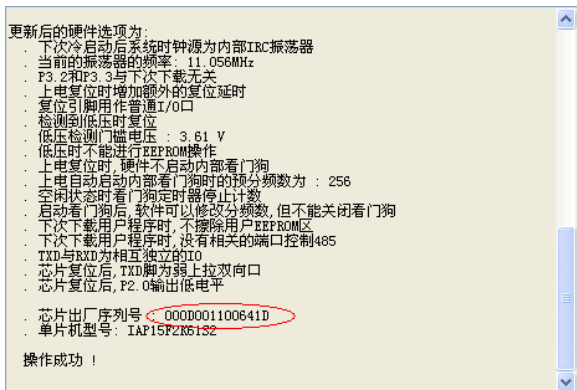 更新后的硬件选项为:
. 下次冷启动后系统时钟源为内部IRC振荡器
. 当前的振荡器的频率: 11.056MHz
. P3.2和P3.3与下次下载无关
. 上电复位时增加额外的复位延时
. 复位引脚用作普通I/O口
. 检测到低压时复位
. 低压检测门槛电压 : 3.61 V
. 低压时不能进行EEPROM操作
. 上电复位时,硬件不启动内部看门狗
. 上电自动启动内部看门狗时的预分频数为 : 256
. 空闲状态时看门狗定时器停止计数
. 启动看门狗后,软件可以修改分频数,但不能关闭看门狗
. 下次下载用户程序时,不擦除用户EEPROM区
. 下次下载用户程序时,没有相关的端口控制485
. TXD与RXD为相互独立的IO
. 芯片复位后,TXD脚为弱上拉双向口
. 芯片复位后,P2.0输出低电平
. 芯片出厂序列号 : 000D001100641D
. 单片机型号: IAP15F2K61S2
操作成功 !